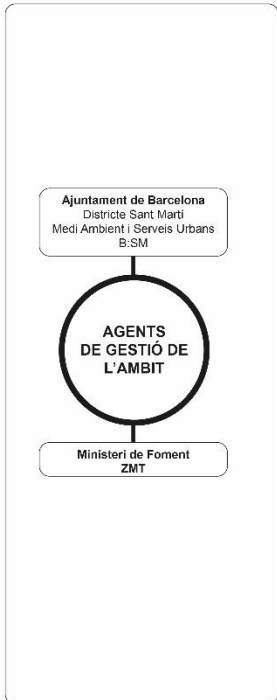 Ajuntament de Barcelona
Districte Sant Martí
Medi Ambient i Serveis Urbans
B:SM
AGENTS
DE GESTIÓ DE
L'AMBIT
Ministeri de Foment
ZMT